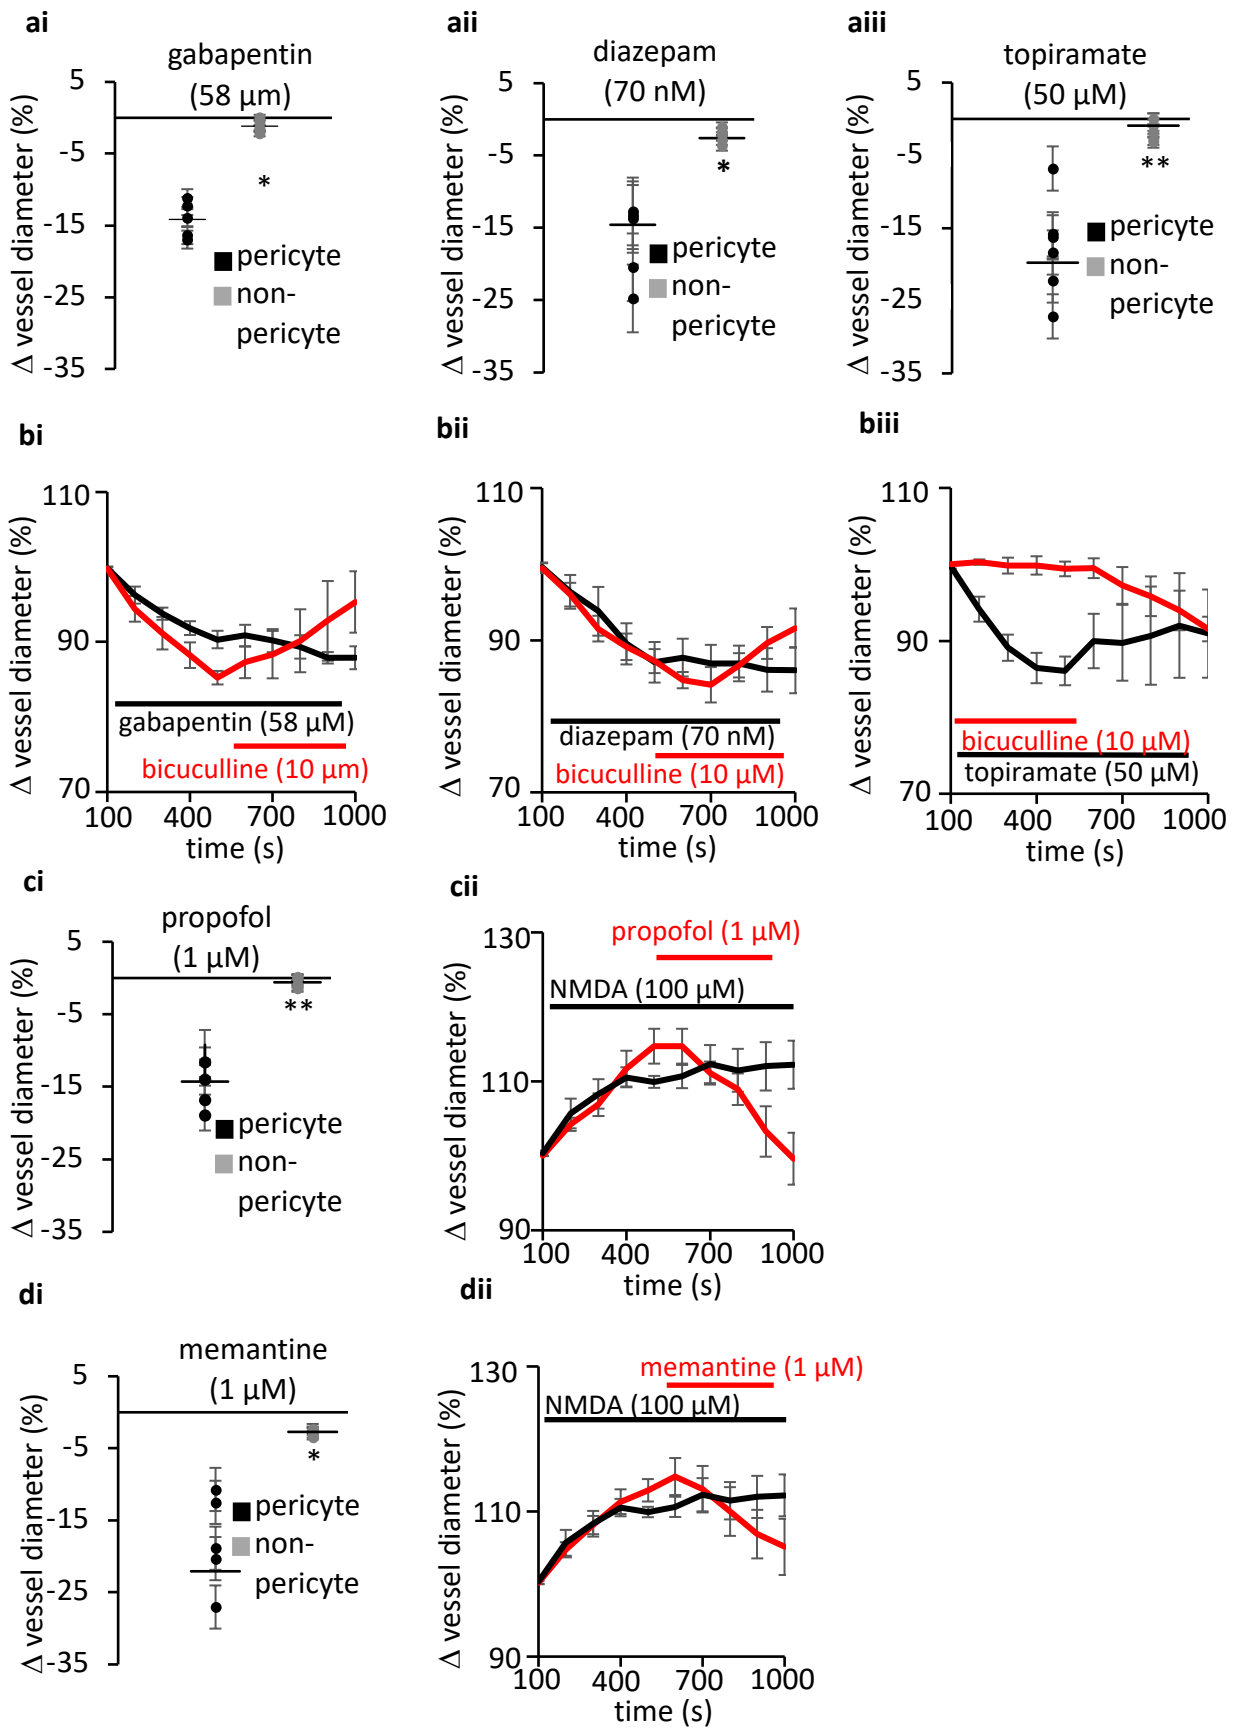 ai
gabapentin
(58 µm)
Δ vessel diameter (%)
5
-5
-15
-25
-35
*
pericyte
non-
pericyte
aii
diazepam
(70 nM)
Δ vessel diameter (%)
5
-5
-15
-25
-35
*
pericyte
non-
pericyte
aiii
topiramate
(50 µM)
Δ vessel diameter (%)
5
-5
-15
-25
-35
**
pericyte
non-
pericyte
bi
Δ vessel diameter (%)
110
90
70
gabapentin (58 µM)
bicuculline (10 µm)
100 400 700 1000
time (s)
bii
Δ vessel diameter (%)
110
90
70
diazepam (70 nM)
bicuculline (10 µM)
100 400 700 1000
time (s)
biii
Δ vessel diameter (%)
110
90
70
bicuculline (10 µM)
topiramate (50 µM)
100 400 700 1000
time (s)
ci
propofol
(1 µM)
Δ vessel diameter (%)
5
-5
-15
-25
-35
**
pericyte
non-
pericyte
cii
Δ vessel diameter (%)
130
110
90
propofol (1 µM)
NMDA (100 µM)
100 400 700 1000
time (s)
di
memantine
(1 µM)
Δ vessel diameter (%)
5
-5
-15
-25
-35
*
pericyte
non-
pericyte
dii
Δ vessel diameter (%)
130
110
90
memantine (1 µM)
NMDA (100 µM)
100 400 700 1000
time (s)